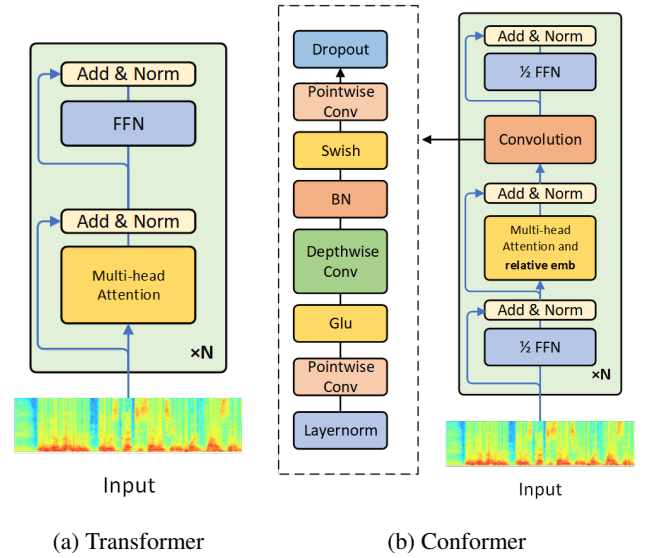 Add & Norm
FFN
Add & Norm
Multi-head
Attention
×N
Input
(a) Transformer
Dropout
Pointwise
Conv
Swish
BN
Depthwise
Conv
Glu
Pointwise
Conv
Layernorm
Add & Norm
½ FFN
Convolution
Add & Norm
Multi-head
Attention and
relative emb
Add & Norm
½ FFN
×N
Input
(b) Conformer